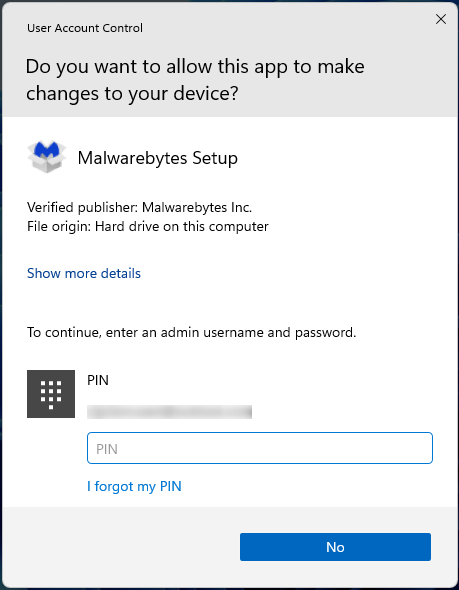 User Account Control
Do you want to allow this app to make
changes to your device?
Malwarebytes Setup
Verified publisher: Malwarebytes Inc.
File origin: Hard drive on this computer
Show more details
To continue, enter an admin username and password.
PIN
PIN
I forgot my PIN
No